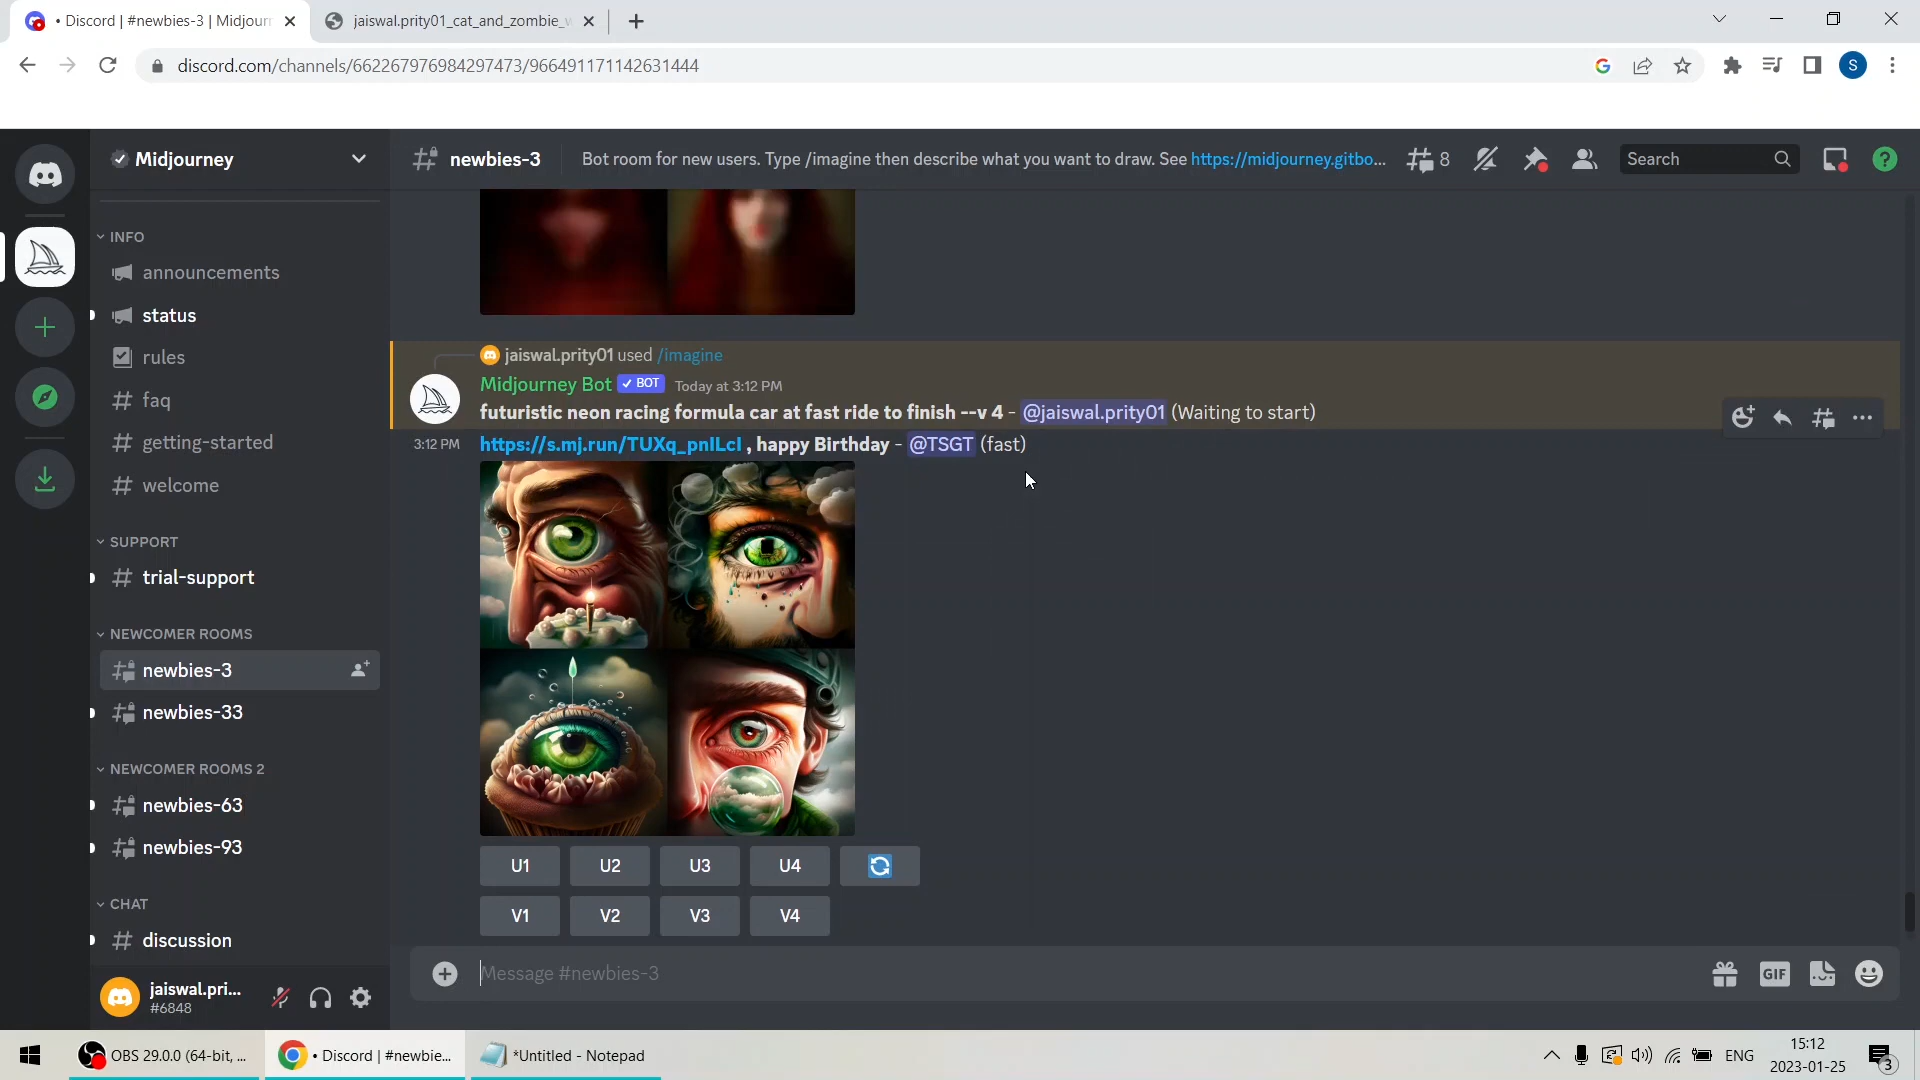 • Discord | #newbies-3 | Midjourn
jaiswal.prity01_cat_and_zombie_w
discord.com/channels/662267976984297473/966491171142631444
S
Midjourney
newbies-3
Bot room for new users. Type /imagine then describe what you want to draw. See https://midjourney.gitbo...
8
Search
INFO
announcements
status
rules
faq
getting-started
welcome
SUPPORT
trial-support
NEWCOMER ROOMS
newbies-3
newbies-33
NEWCOMER ROOMS 2
newbies-63
newbies-93
CHAT
discussion
jaiswal.pri...
#6848
jaiswal.prity01 used /imagine
Midjourney Bot ✓ BOT Today at 3:12 PM
futuristic neon racing formula car at fast ride to finish --v 4 - @jaiswal.prity01 (Waiting to start)
3:12 PM https://s.mj.run/TUXq_pnILcI , happy Birthday - @TSGT (fast)
U1 U2 U3 U4
V1 V2 V3 V4
Message #newbies-3
GIF
OBS 29.0.0 (64-bit, ...
• Discord | #newbie...
*Untitled - Notepad
ENG
15:12
2023-01-25
3